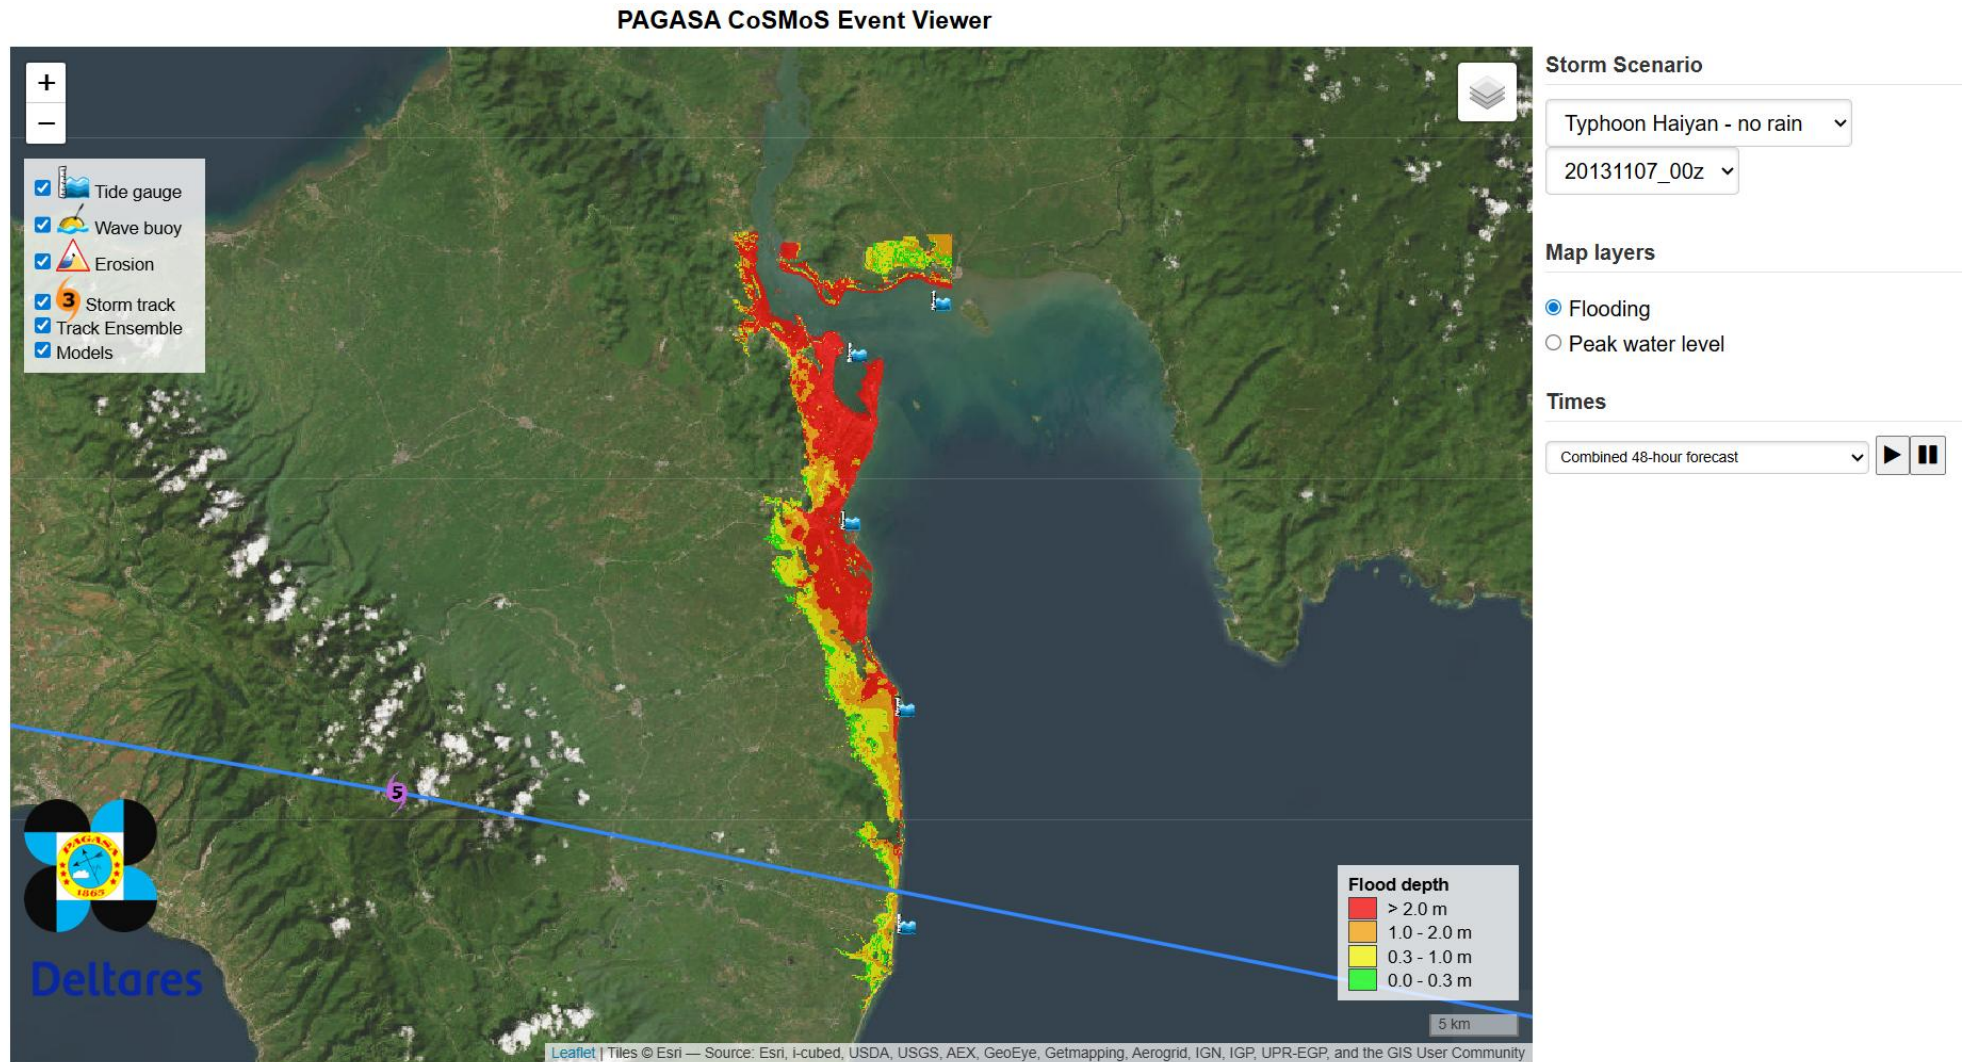 PAGASA CoSMoS Event Viewer
+
−
Tide gauge
Wave buoy
Erosion
3 Storm track
Track Ensemble
Models
5
PAGASA
1865
Deltares
Flood depth
> 2.0 m
1.0 - 2.0 m
0.3 - 1.0 m
0.0 - 0.3 m
5 km
Leaflet | Tiles © Esri — Source: Esri, i-cubed, USDA, USGS, AEX, GeoEye, Getmapping, Aerogrid, IGN, IGP, UPR-EGP, and the GIS User Community
Storm Scenario
Typhoon Haiyan - no rain
20131107_00z
Map layers
Flooding
Peak water level
Times
Combined 48-hour forecast